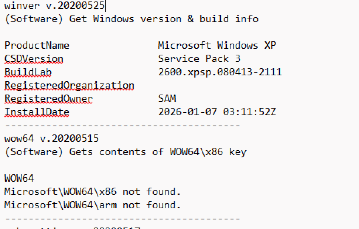 winver v.20200525
(Software) Get Windows version & build info
ProductName Microsoft Windows XP
CSDVersion Service Pack 3
BuildLab 2600.xpsp.080413-2111
RegisteredOrganization
RegisteredOwner SAM
InstallDate 2026-01-07 03:11:52Z
----------------------------------------
wow64 v.20200515
(Software) Gets contents of WOW64\x86 key
WOW64
Microsoft\WOW64\x86 not found.
Microsoft\WOW64\arm not found.
----------------------------------------